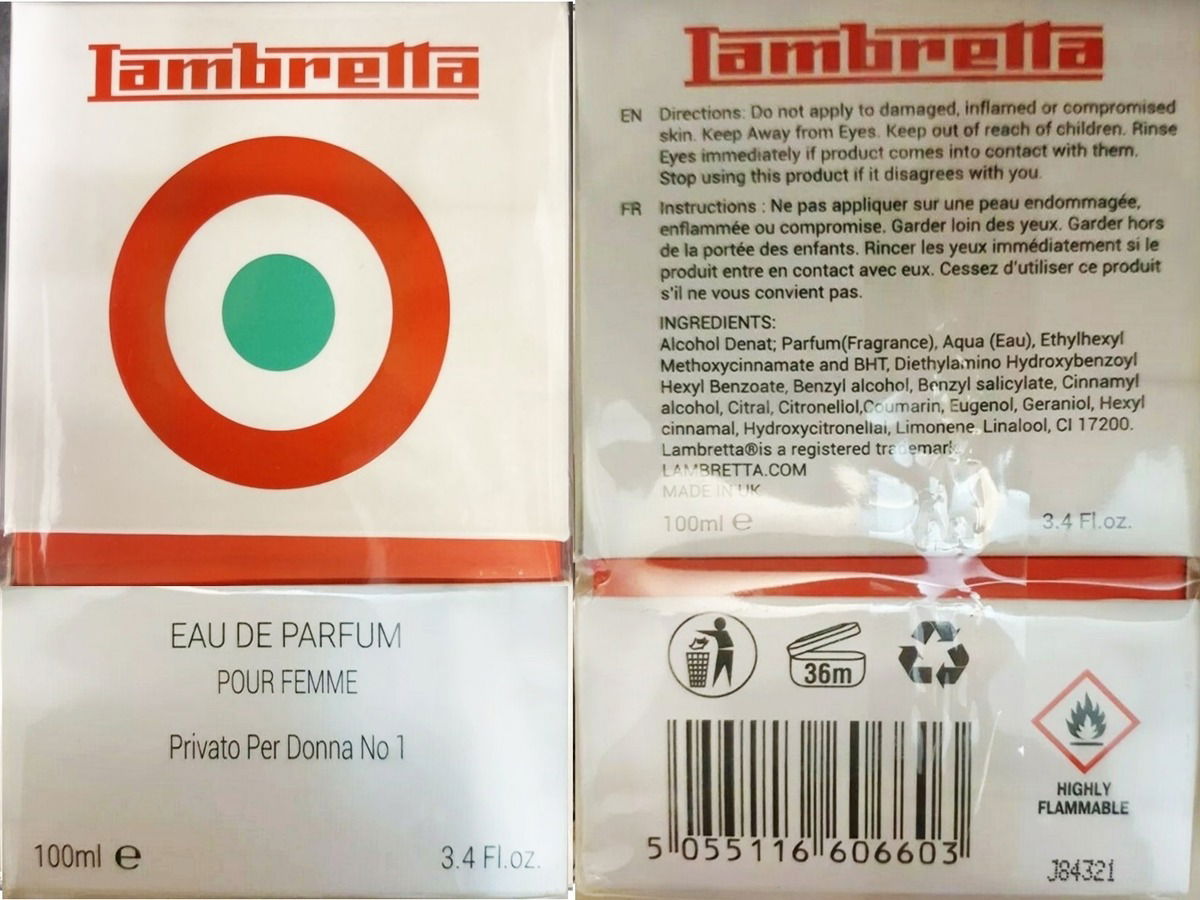 Lambretta
EAU DE PARFUM
POUR FEMME
Privato Per Donna No 1
100ml e
3.4 Fl.oz.
Lambretta
EN Directions: Do not apply to damaged, inflamed or compromised
skin. Keep Away from Eyes. Keep out of reach of children. Rinse
Eyes immediately if product comes into contact with them.
Stop using this product if it disagrees with you.
FR Instructions : Ne pas appliquer sur une peau endommagée,
enflammée ou compromise. Garder loin des yeux. Garder hors
de la portée des enfants. Rincer les yeux immédiatement si le
produit entre en contact avec eux. Cessez d'utiliser ce produit
s'il ne vous convient pas.
INGREDIENTS:
Alcohol Denat; Parfum(Fragrance), Aqua (Eau), Ethylhexyl
Methoxycinnamate and BHT, Diethylamino Hydroxybenzoyl
Hexyl Benzoate, Benzyl alcohol, Benzyl salicylate, Cinnamyl
alcohol, Citral, Citronellol,Coumarin, Eugenol, Geraniol, Hexyl
cinnamal, Hydroxycitronellal, Limonene, Linalool, CI 17200.
Lambretta®is a registered trademark.
LAMBRETTA.COM
MADE IN UK
100ml e
3.4 Fl.oz.
36m
HIGHLY
FLAMMABLE
5 055116 606603
J84321